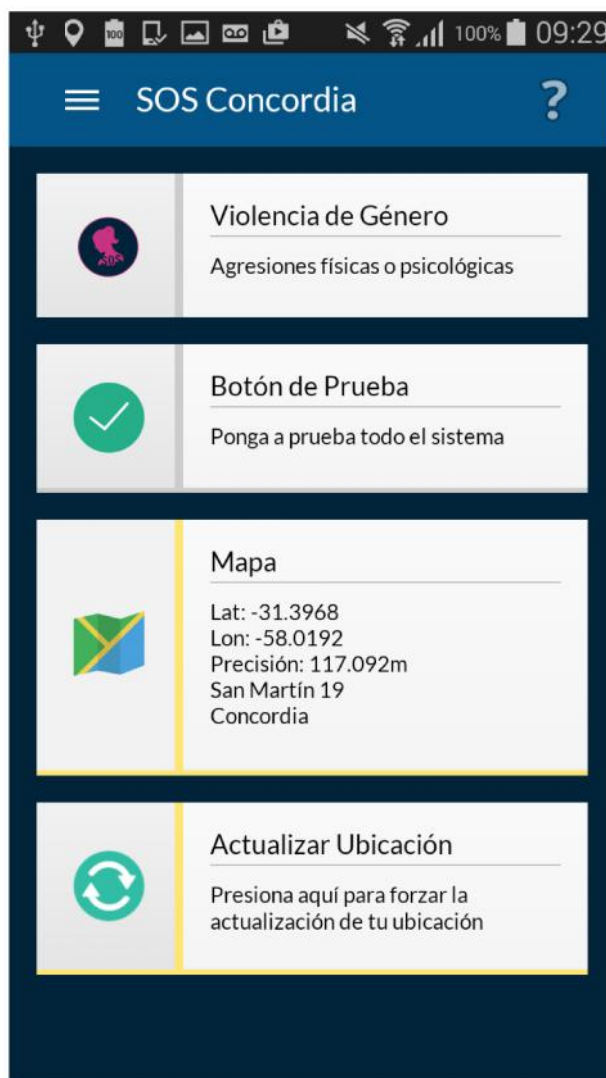 100 100% 09:29
SOS Concordia ?
Violencia de Género
SOS
Agresiones físicas o psicológicas
Botón de Prueba
Ponga a prueba todo el sistema
Mapa
Lat: -31.3968
Lon: -58.0192
Precisión: 117.092m
San Martín 19
Concordia
Actualizar Ubicación
Presiona aquí para forzar la
actualización de tu ubicación